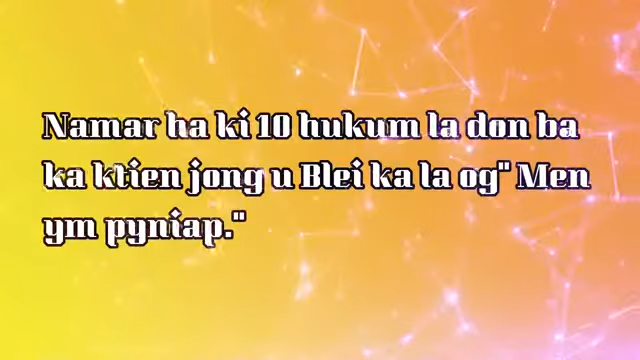 Namar ha ki 10 hukum la don ba
ka ktien jong u Blei ka la og" Men
ym pyniap."